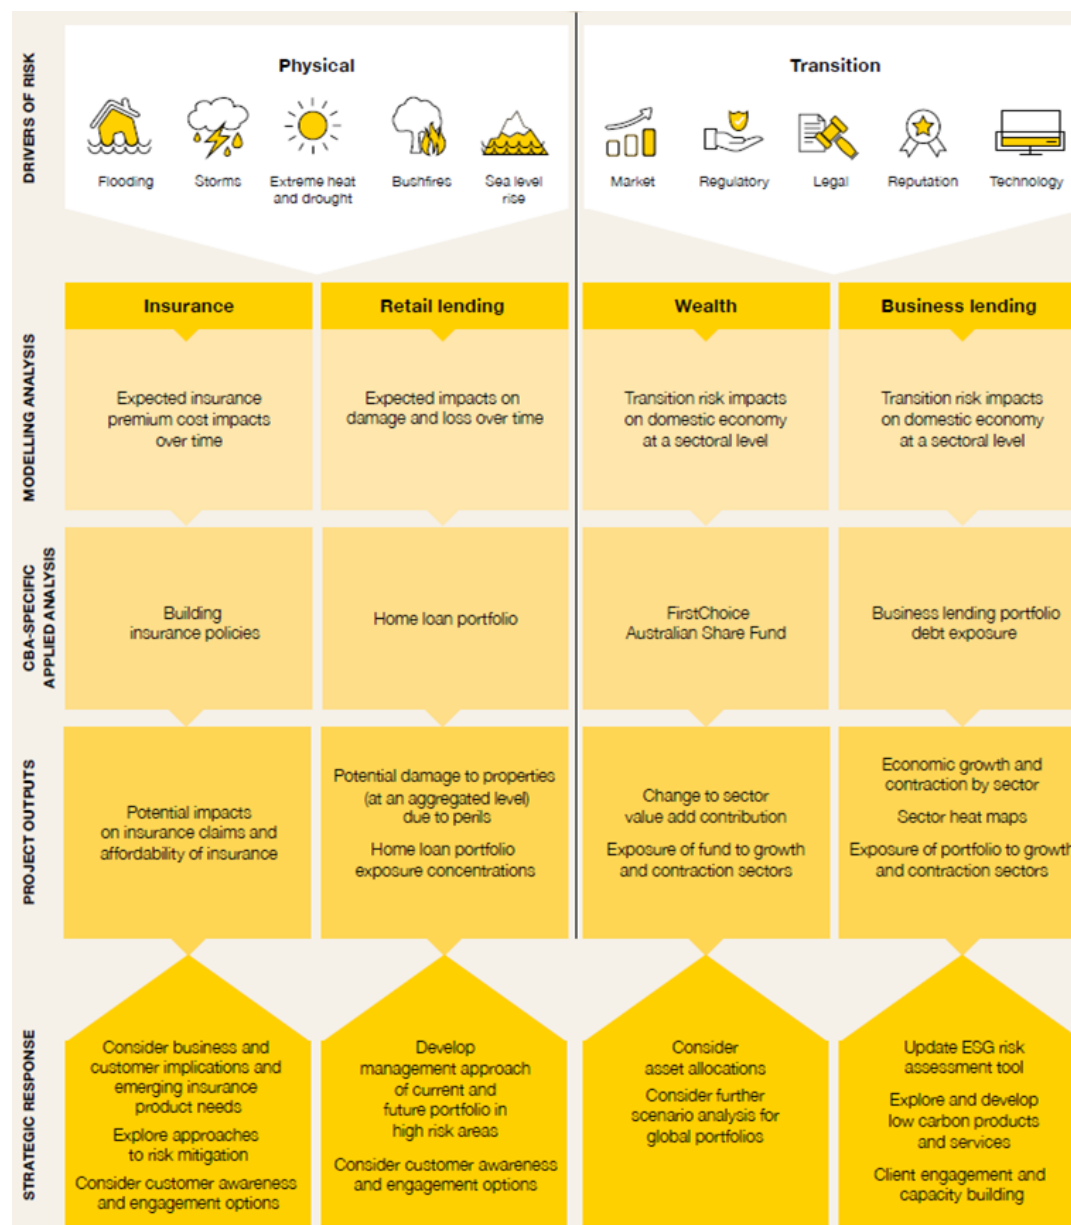 DRIVERS OF RISK
Physical
Flooding
Storms
Extreme heat
and drought
Bushfires
Sea level
rise
Transition
Market
Regulatory
Legal
Reputation
Technology
MODELLING ANALYSIS
Insurance
Expected insurance
premium cost impacts
over time
Retail lending
Expected impacts on
damage and loss over time
Wealth
Transition risk impacts
on domestic economy
at a sectoral level
Business lending
Transition risk impacts
on domestic economy
at a sectoral level
CBA-SPECIFIC
APPLIED ANALYSIS
Building
insurance policies
Home loan portfolio
FirstChoice
Australian Share Fund
Business lending portfolio
debt exposure
PROJECT OUTPUTS
Potential impacts
on insurance claims and
affordability of insurance
Potential damage to properties
(at an aggregated level)
due to perils
Home loan portfolio
exposure concentrations
Change to sector
value add contribution
Exposure of fund to growth
and contraction sectors
Economic growth and
contraction by sector
Sector heat maps
Exposure of portfolio to growth
and contraction sectors
STRATEGIC RESPONSE
Consider business and
customer implications and
emerging insurance
product needs
Explore approaches
to risk mitigation
Consider customer awareness
and engagement options
Develop
management approach
of current and
future portfolio in
high risk areas
Consider customer awareness
and engagement options
Consider
asset allocations
Consider further
scenario analysis for
global portfolios
Update ESG risk
assessment tool
Explore and develop
low carbon products
and services
Client engagement and
capacity building